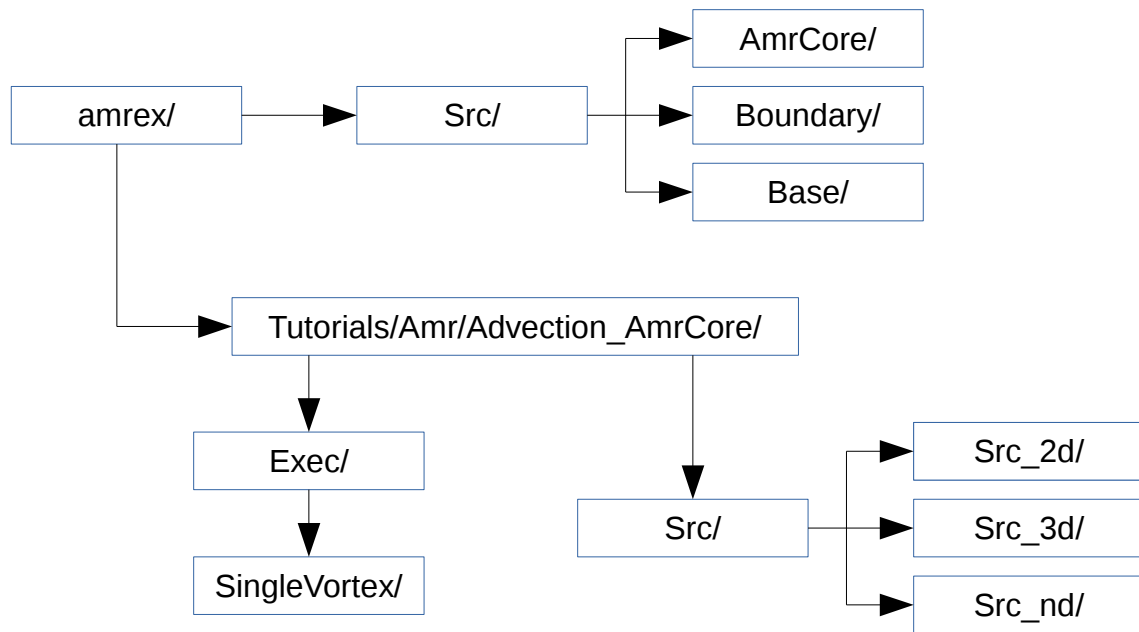 AmrCore/
amrex/
Src/
Boundary/
Base/
Tutorials/Amr/Advection_AmrCore/
Exec/
Src_2d/
Src/
Src_3d/
SingleVortex/
Src_nd/